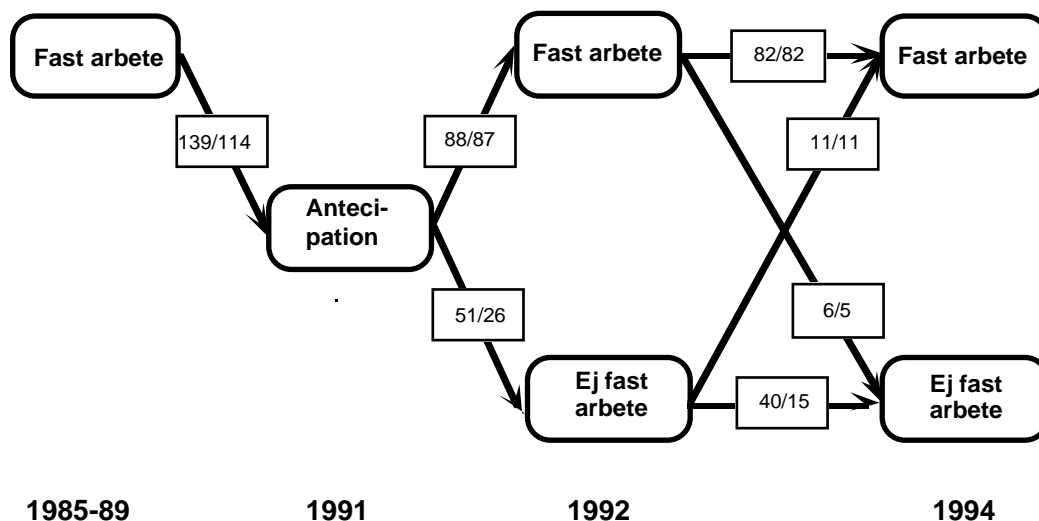 Fast arbete
Fast arbete
82/82
Fast arbete
139/114
88/87
11/11
Anteci-
pation
51/26
6/5
Ej fast
arbete
40/15
Ej fast
arbete
1985-89
1991
1992
1994